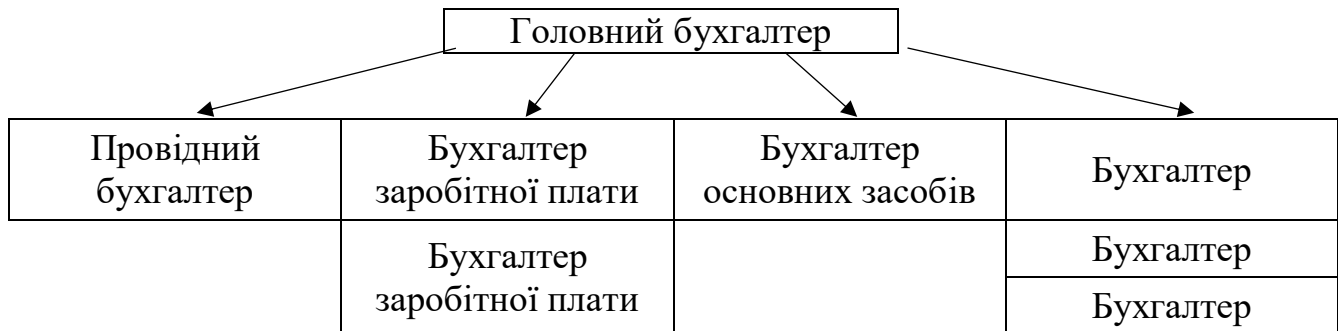 Головний бухгалтер
Провідний
бухгалтер
Бухгалтер
заробітної плати
Бухгалтер
основних засобів
Бухгалтер
Бухгалтер
заробітної плати
Бухгалтер
Бухгалтер